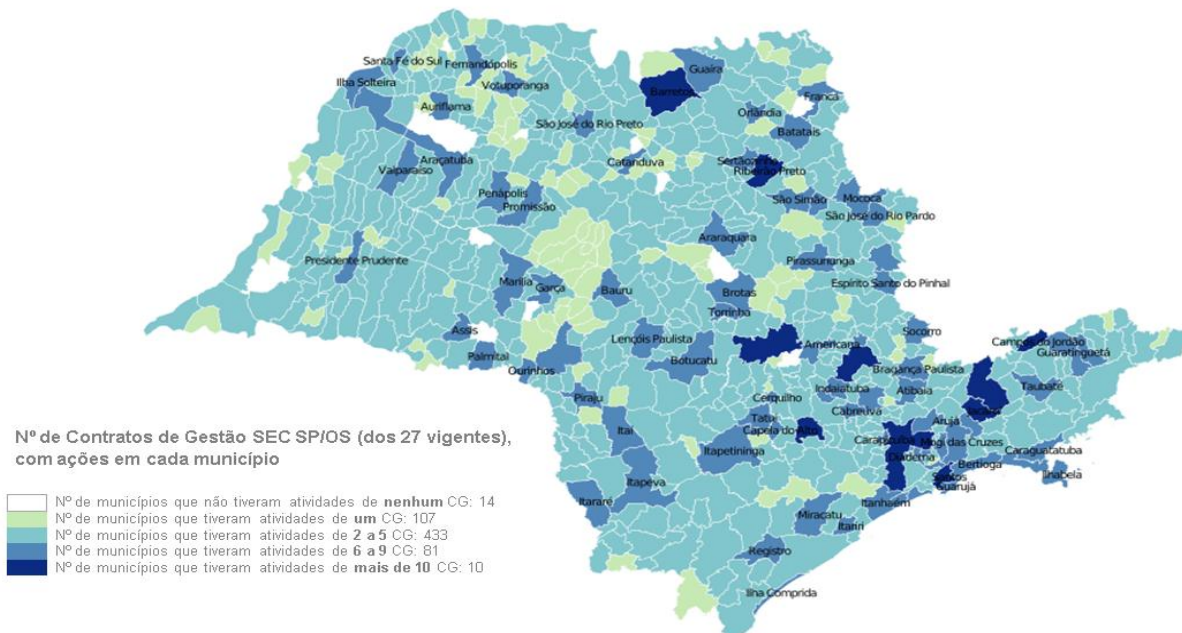 Santa Fé do Sul
Fernandópolis
Guaíra
Ilha Solteira
Votuporanga
Barretos
Franca
Auriflama
Orlândia
São José do Rio Preto
Batatais
Araçatuba
Catanduva
Sertãozinho
Valparaíso
Ribeirão Preto
Penápolis
São Simão
Mococa
Promissão
São José do Rio Pardo
Araraquara
Presidente Prudente
Pirassununga
Marília
Garça
Bauru
Brotas
Espírito Santo do Pinhal
Torrinha
Assis
Lençóis Paulista
Americana
Socorro
Campos do Jordão
Palmital
Botucatu
Guaratinguetá
Ourinhos
Bragança Paulista
Piraju
Cerquilho
Indaiatuba
Atibaia
Taubaté
Tatuí
Cabreúva
Jacareí
Itaí
Capela do Alto
Arujá
Itapetininga
Carapicuíba
Mogi das Cruzes
Caraguatatuba
Diadema
Bertioga
Ilhabela
Itapeva
Santos
Guarujá
Itararé
Itanhaém
Miracatu
Itariri
Registro
Ilha Comprida
Nº de Contratos de Gestão SEC SP/OS (dos 27 vigentes),
com ações em cada município
Nº de municípios que não tiveram atividades de nenhum CG: 14
Nº de municípios que tiveram atividades de um CG: 107
Nº de municípios que tiveram atividades de 2 a 5 CG: 433
Nº de municípios que tiveram atividades de 6 a 9 CG: 81
Nº de municípios que tiveram atividades de mais de 10 CG: 10